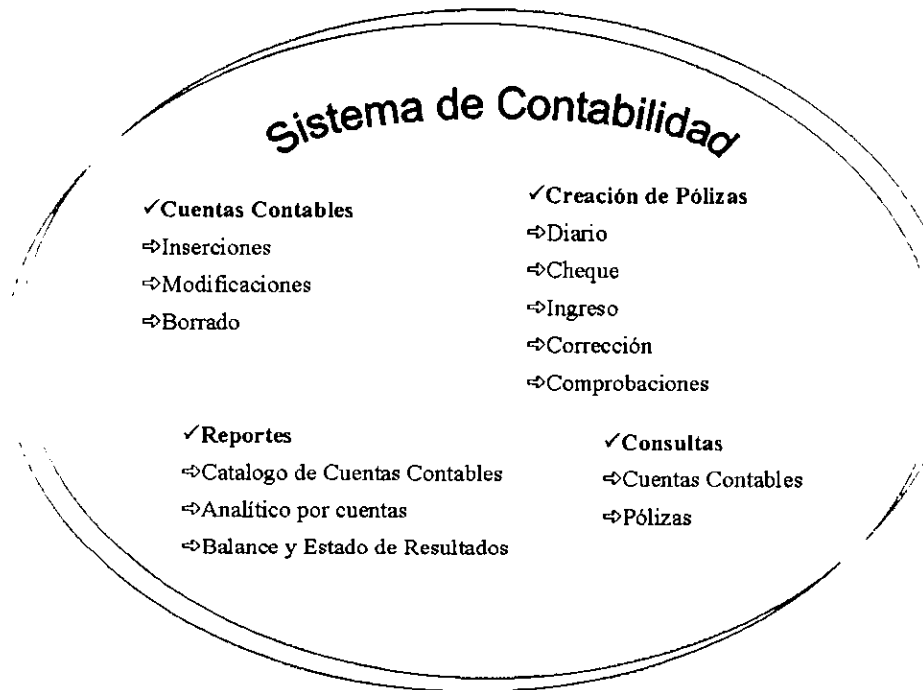 Sistema de Contabilidad
✓Cuentas Contables
⇨Inserciones
⇨Modificaciones
⇨Borrado
✓Creación de Pólizas
⇨Diario
⇨Cheque
⇨Ingreso
⇨Corrección
⇨Comprobaciones
✓Reportes
⇨Catalogo de Cuentas Contables
⇨Analítico por cuentas
⇨Balance y Estado de Resultados
✓Consultas
⇨Cuentas Contables
⇨Pólizas